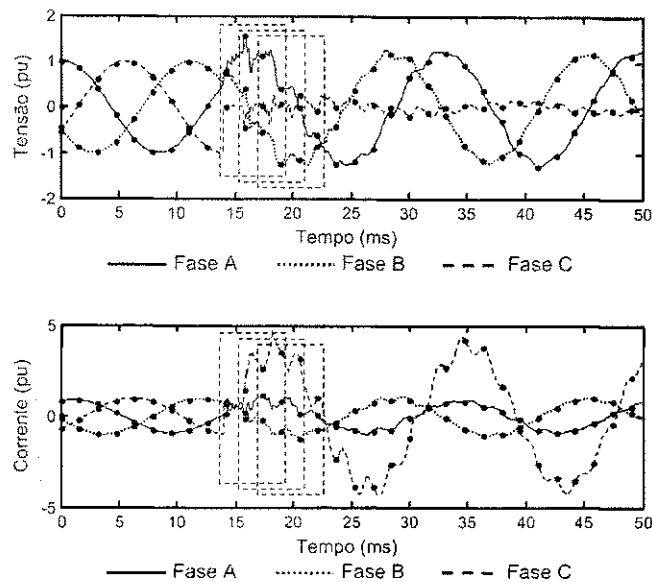 2
1
0
-1
-2
Tensão (pu)
0 5 10 15 20 25 30 35 40 45 50
Tempo (ms)
Fase A Fase B Fase C
5
0
-5
Corrente (pu)
0 5 10 15 20 25 30 35 40 45 50
Tempo (ms)
Fase A Fase B Fase C